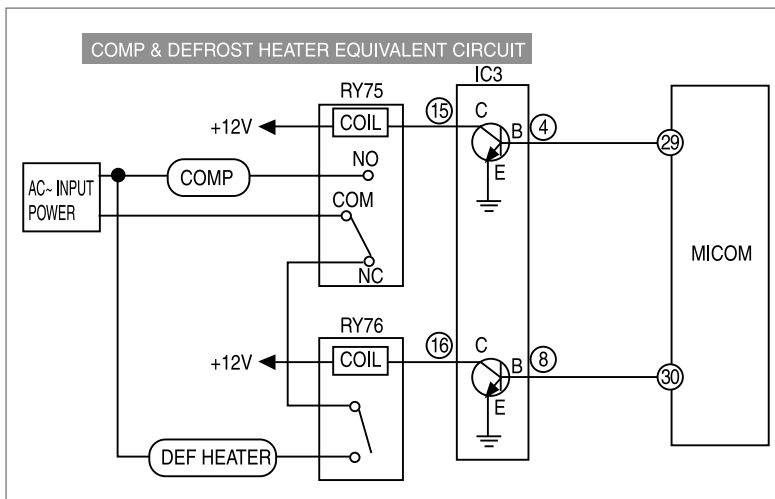 COMP & DEFROST HEATER EQUIVALENT CIRCUIT
IC3
RY75
+12V
COIL
15
C
B
4
29
E
NO
COMP
AC~ INPUT
POWER
COM
NC
MICOM
RY76
+12V
COIL
16
C
B
8
30
E
DEF HEATER